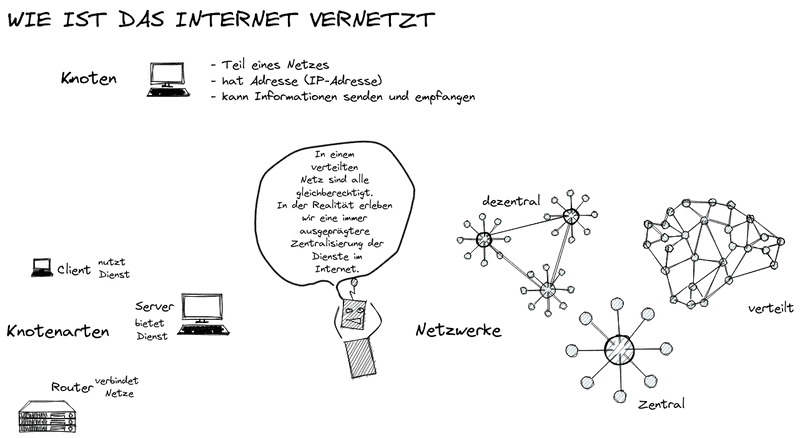 WIE IST DAS INTERNET VERNETZT
Knoten
- Teil eines Netzes
- hat Adresse (IP-Adresse)
- kann Informationen senden und empfangen
In einem
verteilten
Netz sind alle
gleichberechtigt.
In der Realität erleben
wir eine immer
ausgeprägtere
Zentralisierung der
Dienste im
Internet.
dezentral
verteilt
Client nutzt
Dienst
Knotenarten
Server
bietet
Dienst
Netzwerke
Router verbindet
Netze
Zentral